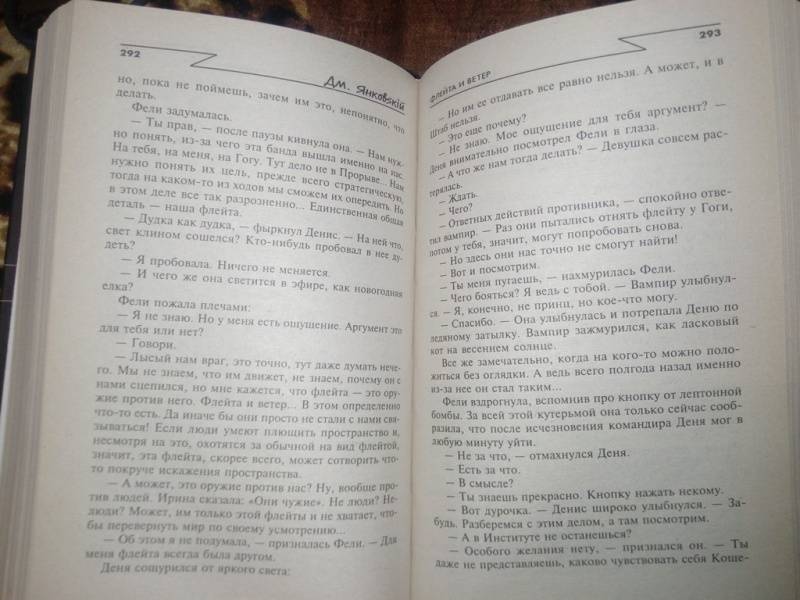 292
Дм. Янковскій
но, пока не поймешь, зачем им это, непонятно, что
делать.
Фели задумалась.
— Ты прав, — после паузы кивнула она. — Нам нуж-
но понять, из-за чего эта банда вышла именно на нас.
На тебя, на меня, на Гогу. Тут дело не в Прорыве... Нам
нужно понять их цель, прежде всего стратегическую,
тогда на каком-то из ходов мы сможем их опередить. Но
в этом деле все так разрозненно... Единственная общая
деталь — наша флейта.
— Дудка как дудка, — фыркнул Денис. — На ней что,
свет клином сошелся? Кто-нибудь пробовал в нее ду-
деть?
— Я пробовала. Ничего не меняется.
— И чего же она светится в эфире, как новогодняя
елка?
Фели пожала плечами:
— Я не знаю. Но у меня есть ощущение. Аргумент это
для тебя или нет?
— Говори.
— Лысый нам враг, это точно, тут даже думать нече-
го. Мы не знаем, что им движет, не знаем, почему он с
нами сцепился, но мне кажется, что флейта — это ору-
жие против него. Флейта и ветер... В этом определенно
что-то есть. Да иначе бы они просто не стали с нами свя-
зываться! Если люди умеют плющить пространство и,
несмотря на это, охотятся за обычной на вид флейтой,
значит, эта флейта, скорее всего, может сотворить что-
то покруче искажения пространства.
— А может, это оружие против нас? Ну, вообще про-
тив людей. Ирина сказала: «Они чужие». Не люди? Не-
люди? Может, им только этой флейты и не хватает, что-
бы перевернуть мир по своему усмотрению...
— Об этом я не подумала, — призналась Фели. — Для
меня флейта всегда была другом.
Деня сощурился от яркого света:
ФЛЕЙТА И ВЕТЕР
293
— Но им ее отдавать все равно нельзя. А может, и в
Штаб нельзя.
— Это еще почему?
— Не знаю. Мое ощущение для тебя аргумент? —
Деня внимательно посмотрел Фели в глаза.
— А что же нам тогда делать? — Девушка совсем рас-
терялась.
— Ждать.
— Чего?
— Ответных действий противника, — спокойно отве-
тил вампир. — Раз они пытались отнять флейту у Гоги,
потом у тебя, значит, могут попробовать снова.
— Но здесь они нас точно не смогут найти!
— Вот и посмотрим.
— Ты меня пугаешь, — нахмурилась Фели.
— Чего бояться? Я ведь с тобой. — Вампир улыбнул-
ся. — Я, конечно, не принц, но кое-что могу.
— Спасибо. — Она улыбнулась и потрепала Деню по
ледяному затылку. Вампир зажмурился, как ласковый
кот на весеннем солнце.
Все же замечательно, когда на кого-то можно поло-
житься без оглядки. А ведь всего полгода назад именно
из-за нее он стал таким...
Фели вздрогнула, вспомнив про кнопку от лептонной
бомбы. За всей этой кутерьмой она только сейчас сооб-
разила, что после исчезновения командира Деня мог в
любую минуту уйти.
— Не за что, — отмахнулся Деня.
— Есть за что.
— В смысле?
— Ты знаешь прекрасно. Кнопку нажать некому.
— Вот дурочка. — Денис широко улыбнулся. — За-
будь. Разберемся с этим делом, а там посмотрим.
— А в Институте не останешься?
— Особого желания нету, — признался он. — Ты
даже не представляешь, каково чувствовать себя Коще-